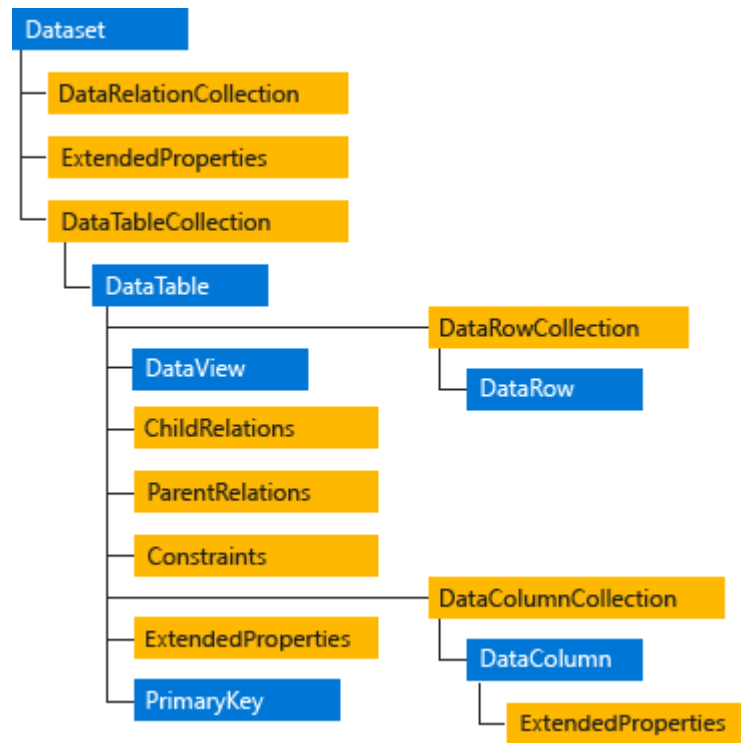 Dataset
DataRelationCollection
ExtendedProperties
DataTableCollection
DataTable
DataRowCollection
DataView
DataRow
ChildRelations
ParentRelations
Constraints
DataColumnCollection
ExtendedProperties
DataColumn
PrimaryKey
ExtendedProperties